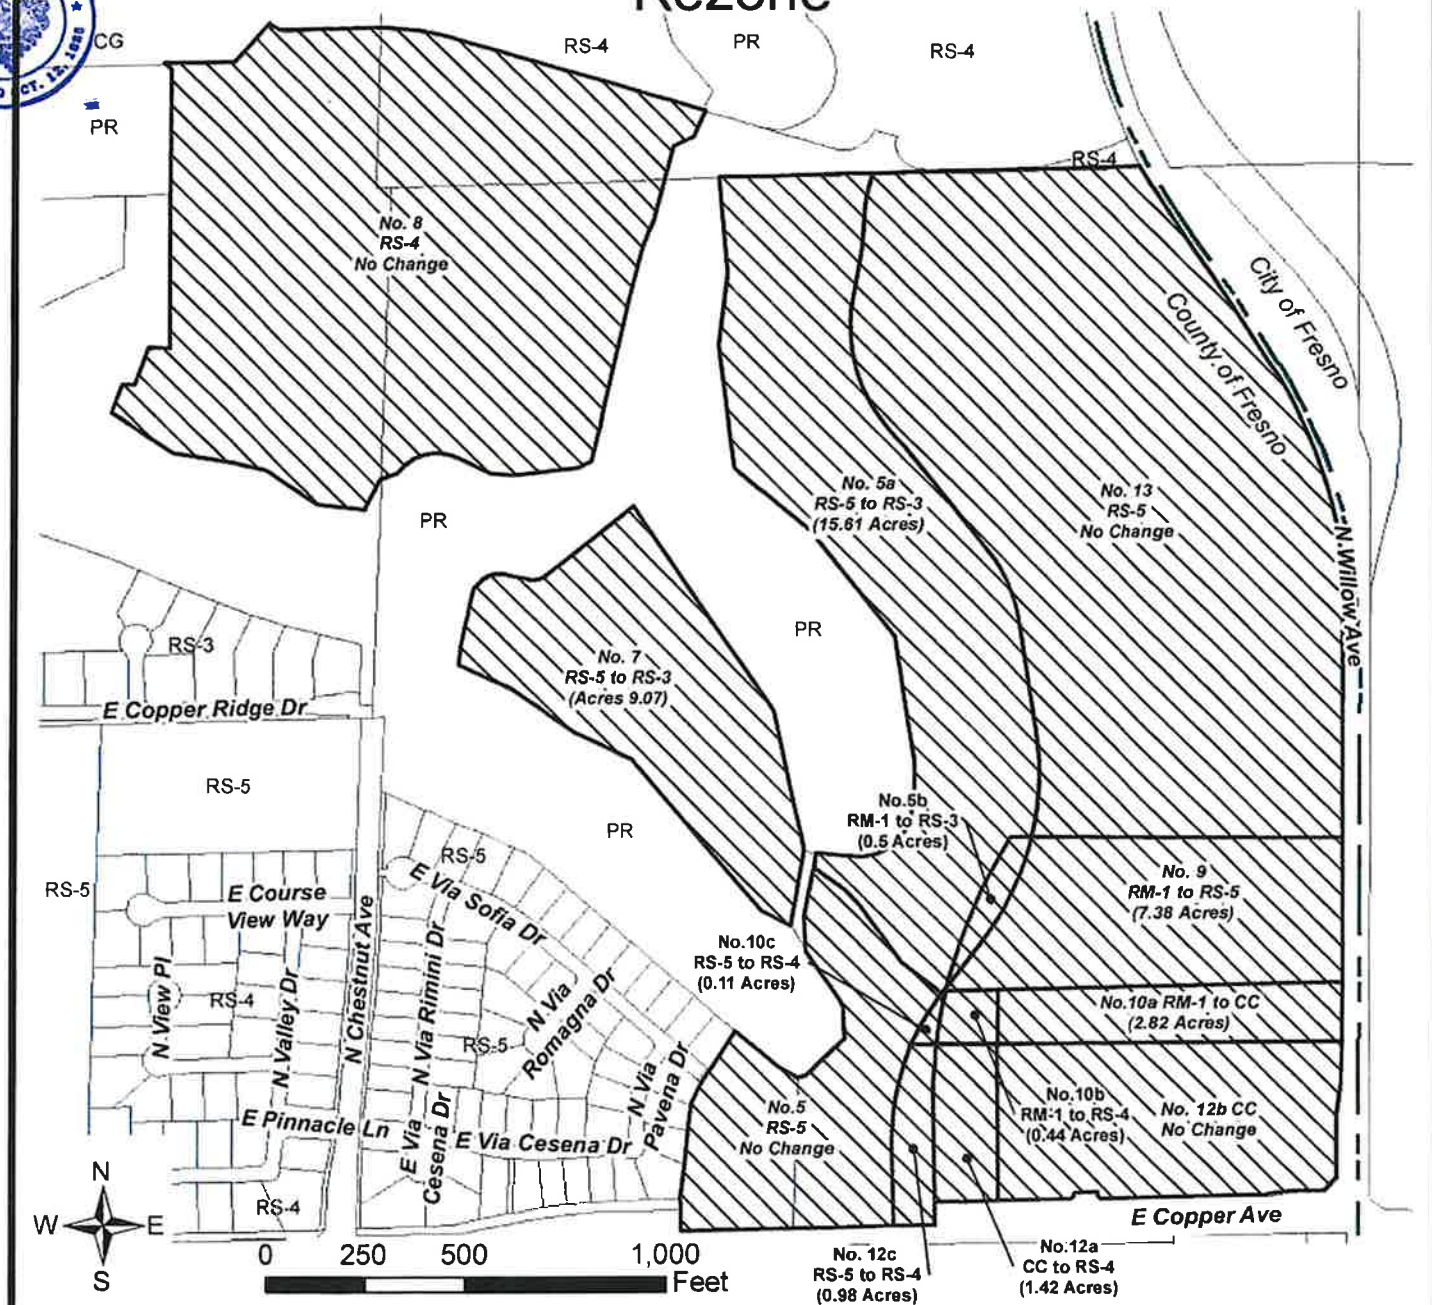 Rezone
CT. 12, 1885
CG
RS-4
PR
RS-4
PR
RS-4
No. 8
RS-4
No Change
City of Fresno
County of Fresno
No. 5a
RS-5 to RS-3
(15.61 Acres)
No. 13
RS-5
No Change
N Willow Ave
PR
PR
RS-3
No. 7
RS-5 to RS-3
(Acres 9.07)
E Copper Ridge Dr
RS-5
PR
No.5b
RM-1 to RS-3
(0.5 Acres)
RS-5
RS-5
E Course
View Way
E Via Sofia Dr
No. 9
RM-1 to RS-5
(7.38 Acres)
No.10c
RS-5 to RS-4
(0.11 Acres)
N View Pl
RS-4
N Valley Dr
N Chestnut Ave
N Via Rimini Dr
RS-5
N Via
Romagna Dr
No.10a RM-1 to CC
(2.82 Acres)
N Via
Pavena Dr
E Pinnacle Ln
E Via
Cesena Dr
E Via Cesena Dr
No.5
RS-5
No Change
No.10b
RM-1 to RS-4
(0.44 Acres)
No. 12b CC
No Change
RS-4
E Copper Ave
N
W
E
S
0 250 500 1,000
Feet
No. 12c
RS-5 to RS-4
(0.98 Acres)
No.12a
CC to RS-4
(1.42 Acres)